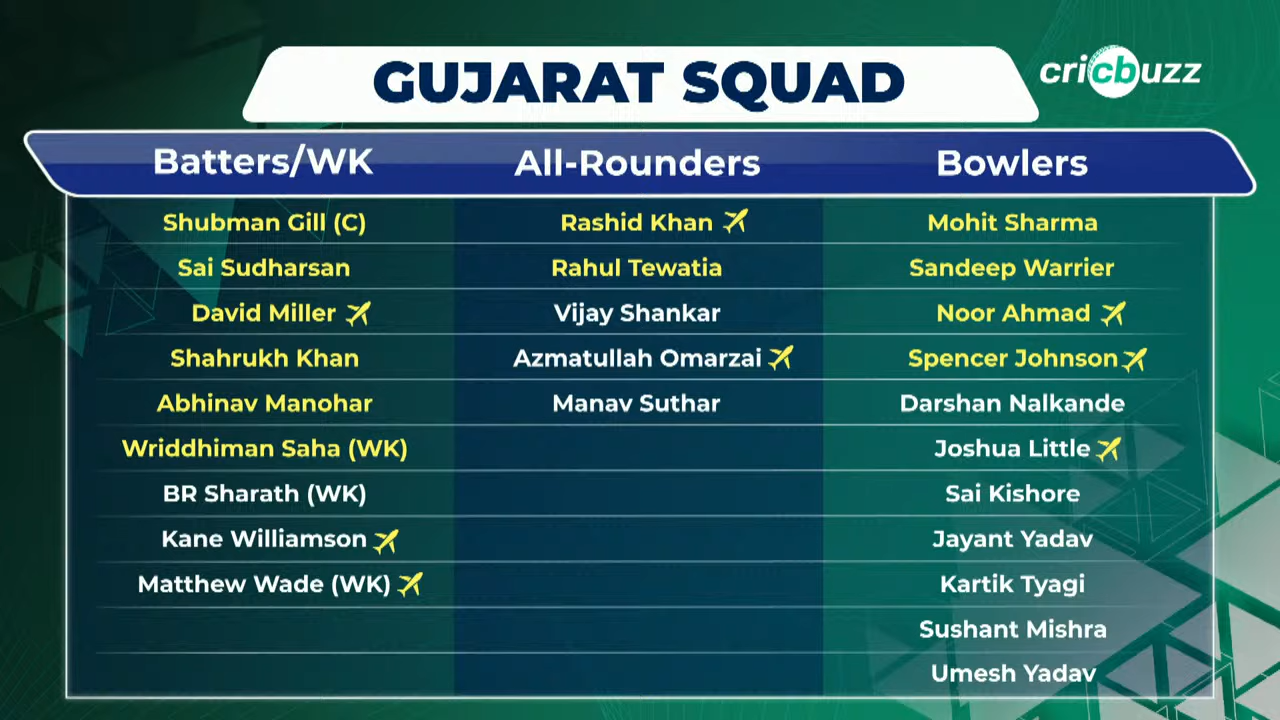 GUJARAT SQUAD
cricbuzz
Batters/WK
Shubman Gill (C)
Sai Sudharsan
David Miller
Shahrukh Khan
Abhinav Manohar
Wriddhiman Saha (WK)
BR Sharath (WK)
Kane Williamson
Matthew Wade (WK)
All-Rounders
Rashid Khan
Rahul Tewatia
Vijay Shankar
Azmatullah Omarzai
Manav Suthar
Bowlers
Mohit Sharma
Sandeep Warrier
Noor Ahmad
Spencer Johnson
Darshan Nalkande
Joshua Little
Sai Kishore
Jayant Yadav
Kartik Tyagi
Sushant Mishra
Umesh Yadav